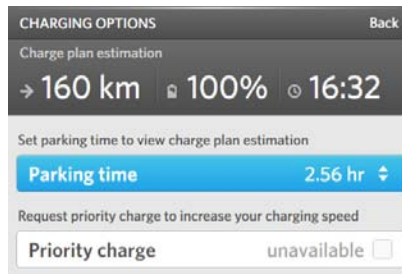 CHARGING OPTIONS Back
Charge plan estimation
→ 160 km 100% 16:32
Set parking time to view charge plan estimation
Parking time 2.56 hr
Request priority charge to increase your charging speed
Priority charge unavailable